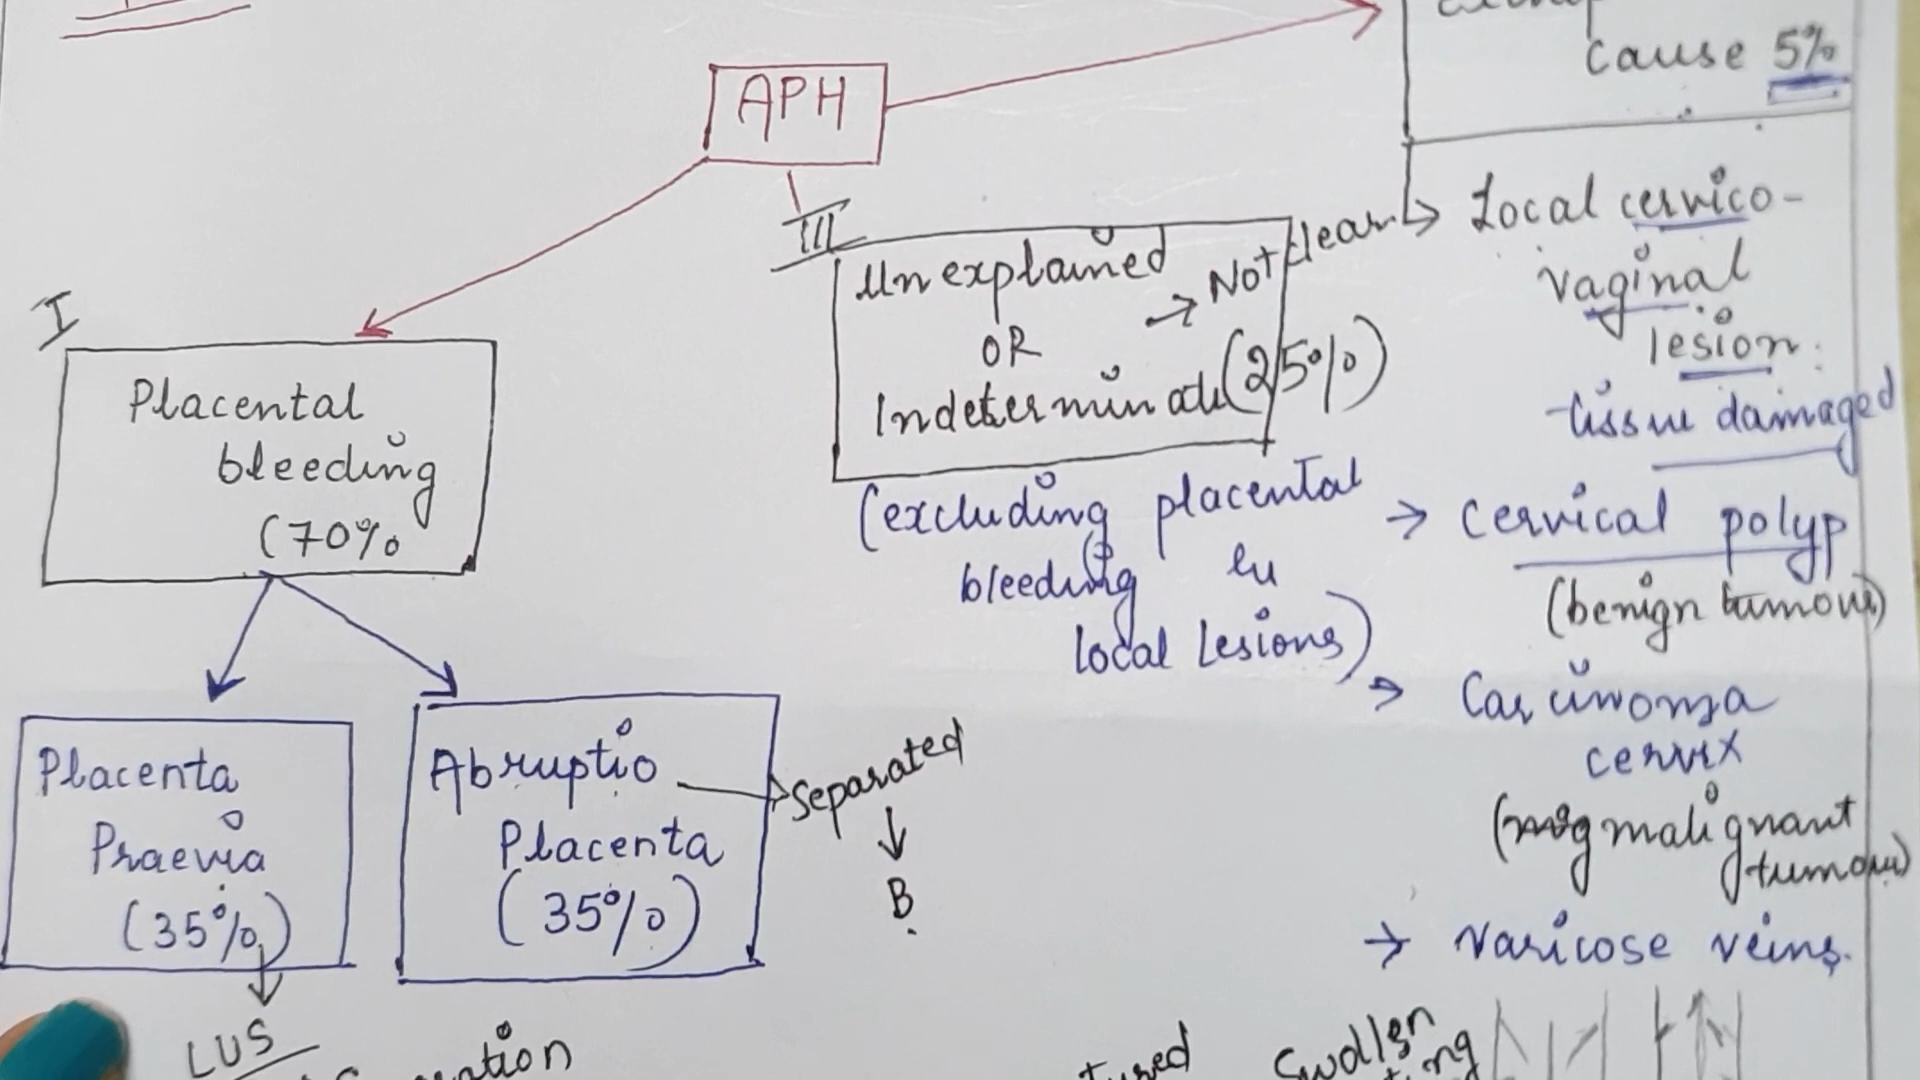 APH
cause 5%
I
Placental
bleeding
(70%
Placenta
Praevia
(35%)
LUS
Abruptio
Placenta
(35%)
Separated
B
III
Unexplained
OR
Indeterminate (25%)
→ Not clear
(excluding placental
bleeding
local lesions)
→ Local cervico-
vaginal
lesion
tissue damaged
→ Cervical polyp
(benign tumour)
→ Carcinoma
cervix
(malignant
tumour)
→ varicose veins.
Swollen